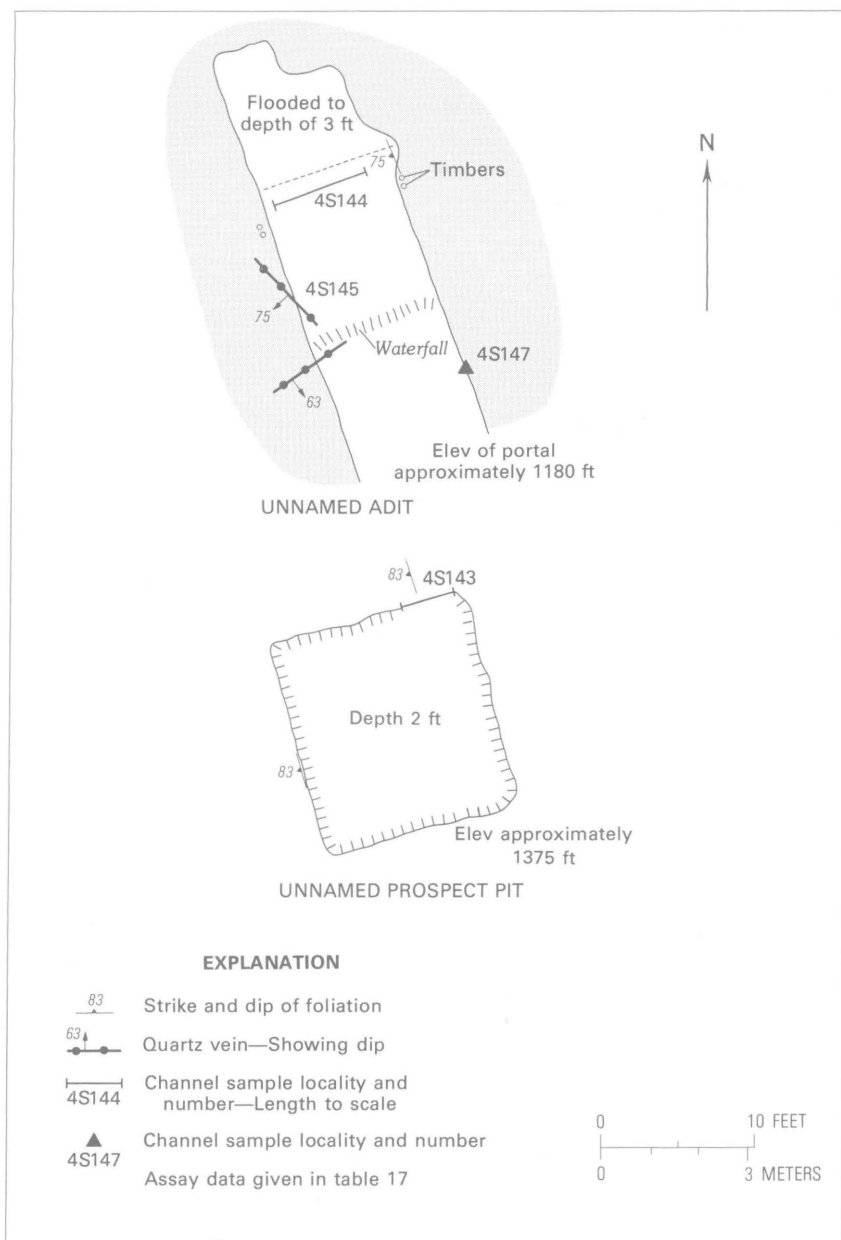 Flooded to
depth of 3 ft
N
75
Timbers
4S144
4S145
75
Waterfall
4S147
63
Elev of portal
approximately 1180 ft
UNNAMED ADIT
83
4S143
Depth 2 ft
83
Elev approximately
1375 ft
UNNAMED PROSPECT PIT
EXPLANATION
83
Strike and dip of foliation
63
Quartz vein—Showing dip
4S144
Channel sample locality and
number—Length to scale
4S147
Channel sample locality and number
Assay data given in table 17
0 10 FEET
0 3 METERS